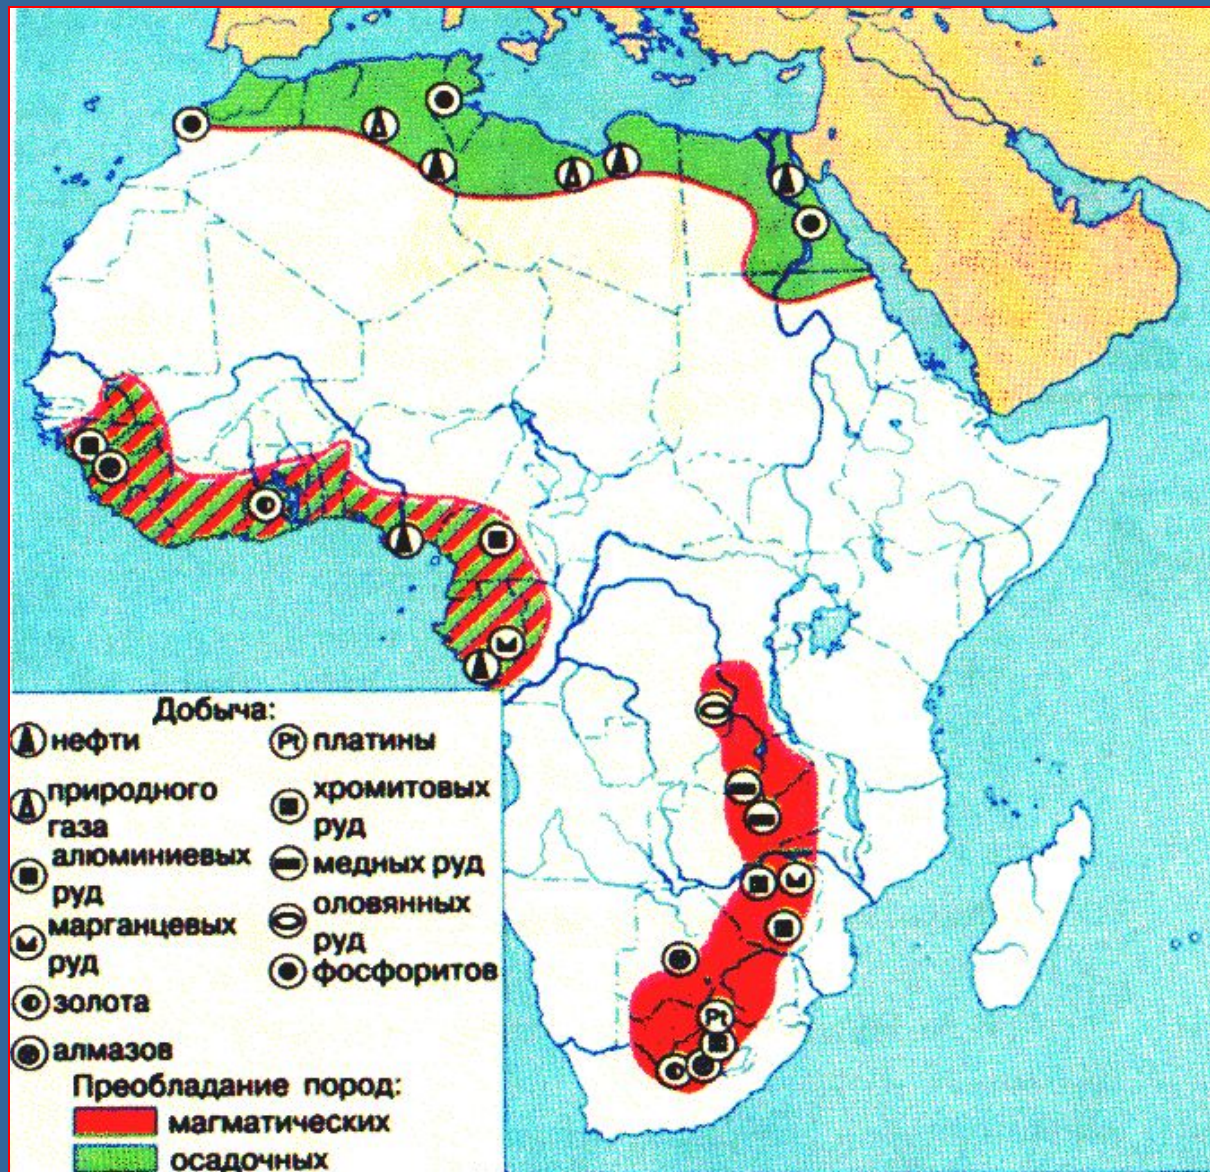 Добыча:
нефти
природного
газа
алюминиевых
руд
марганцевых
руд
золота
алмазов
Pt платины
хромитовых
руд
медных руд
оловянных
руд
фосфоритов
Преобладание пород:
магматических
осадочных
Pt